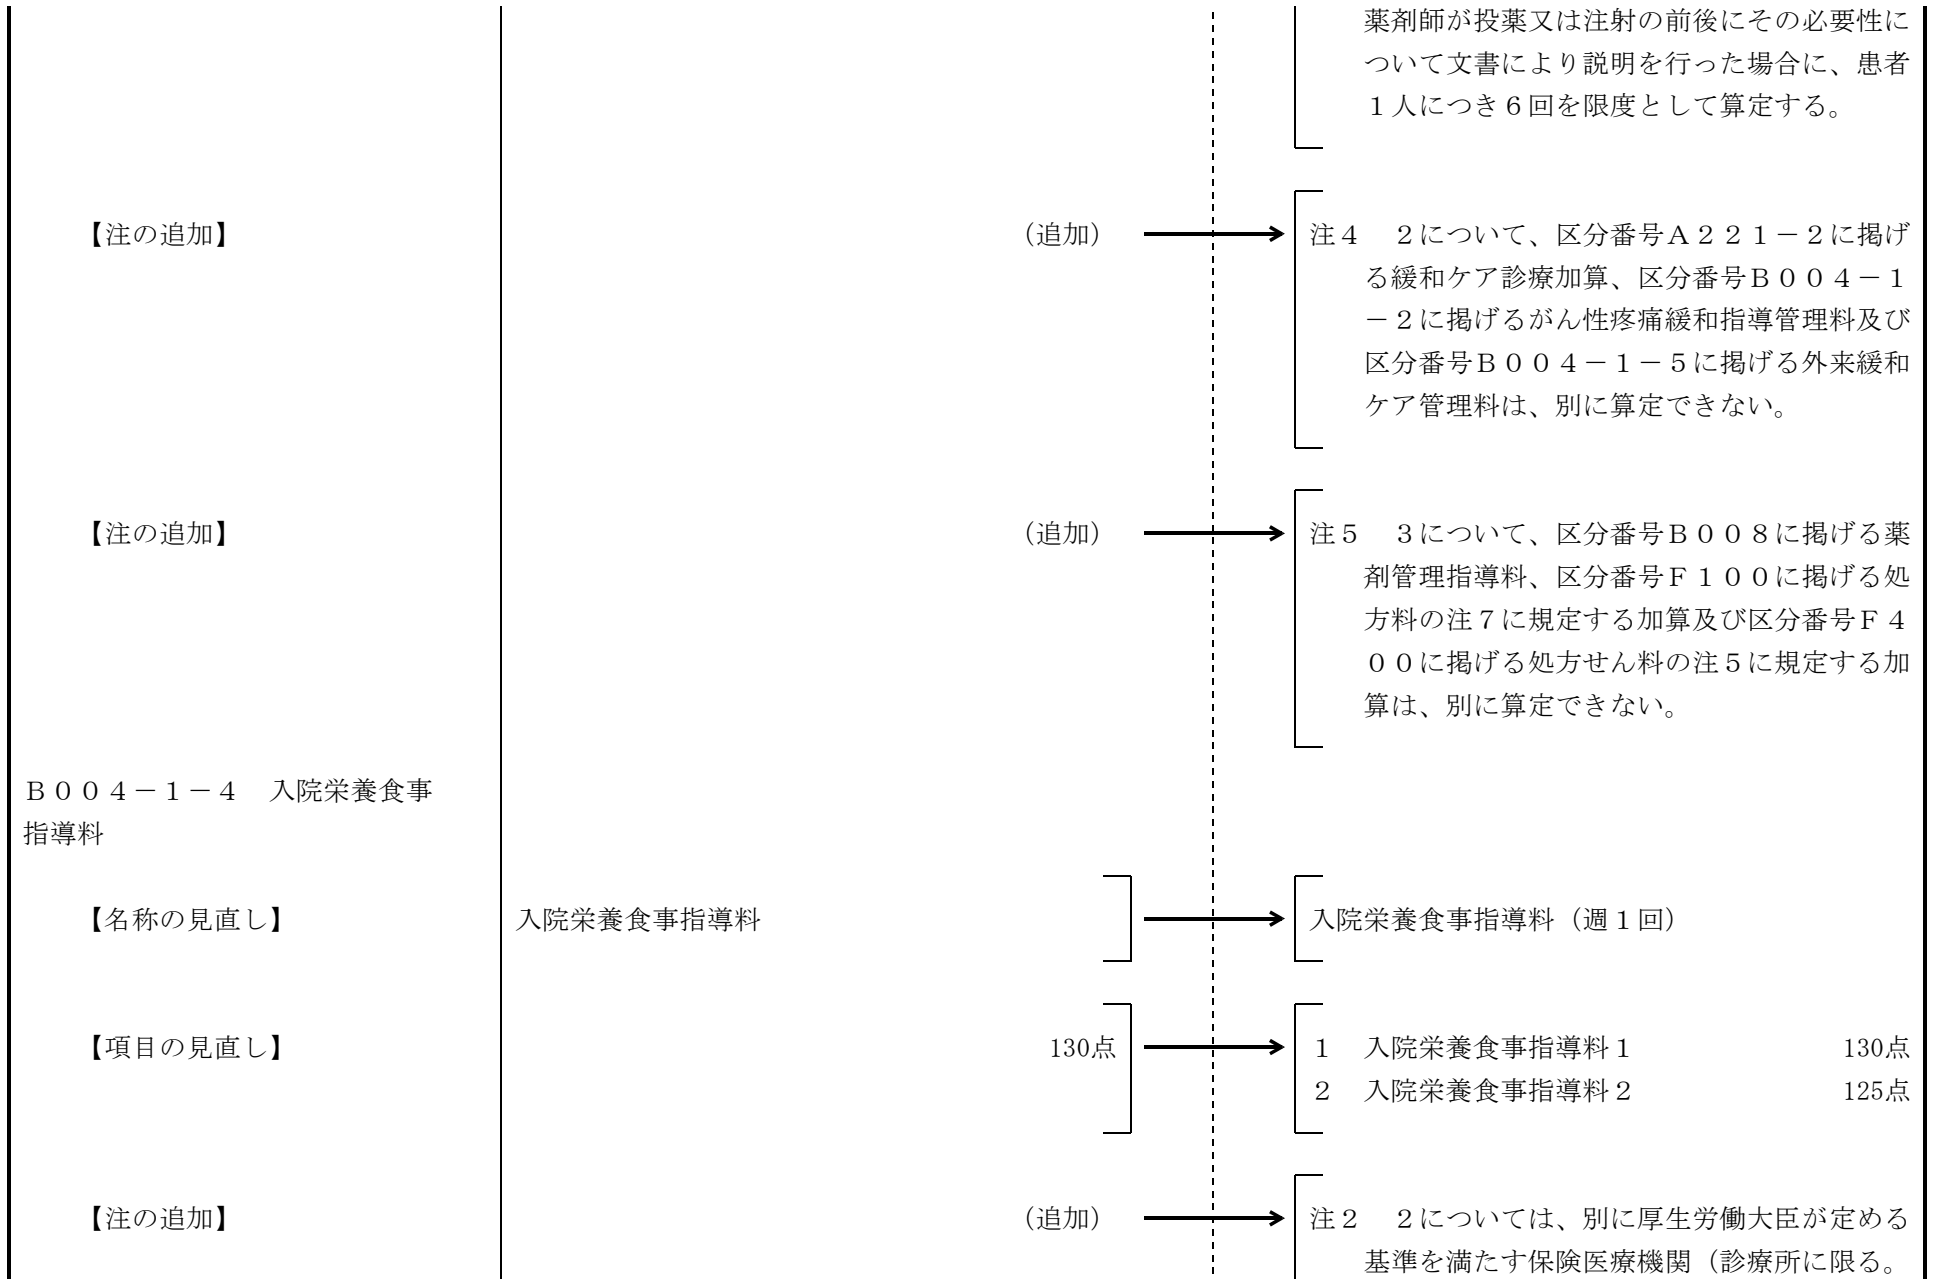 薬剤師が投薬又は注射の前後にその必要性に
ついて文書により説明を行った場合に、患者
１人につき６回を限度として算定する。
【注の追加】 （追加） 注４　２について、区分番号Ａ２２１－２に掲げ
る緩和ケア診療加算、区分番号Ｂ００４－１
－２に掲げるがん性疼痛緩和指導管理料及び
区分番号Ｂ００４－１－５に掲げる外来緩和
ケア管理料は、別に算定できない。
【注の追加】 （追加） 注５　３について、区分番号Ｂ００８に掲げる薬
剤管理指導料、区分番号Ｆ１００に掲げる処
方料の注７に規定する加算及び区分番号Ｆ４
００に掲げる処方せん料の注５に規定する加
算は、別に算定できない。
Ｂ００４－１－４　入院栄養食事
指導料
【名称の見直し】 入院栄養食事指導料 入院栄養食事指導料（週１回）
【項目の見直し】 130点 １　入院栄養食事指導料１ 130点
２　入院栄養食事指導料２ 125点
【注の追加】 （追加） 注２　２については、別に厚生労働大臣が定める
基準を満たす保険医療機関（診療所に限る。